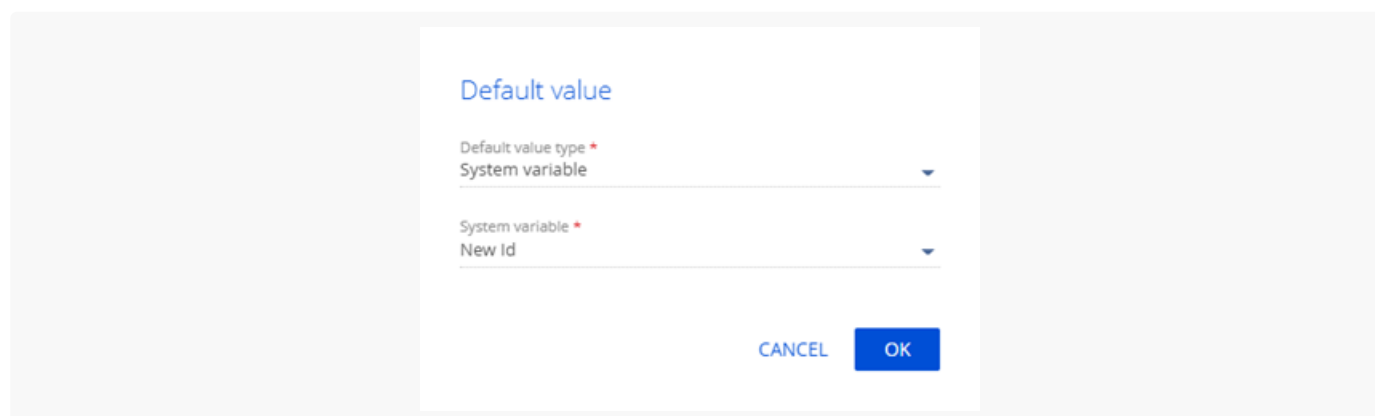 Default value
Default value type *
System variable
System variable *
New Id
CANCEL OK